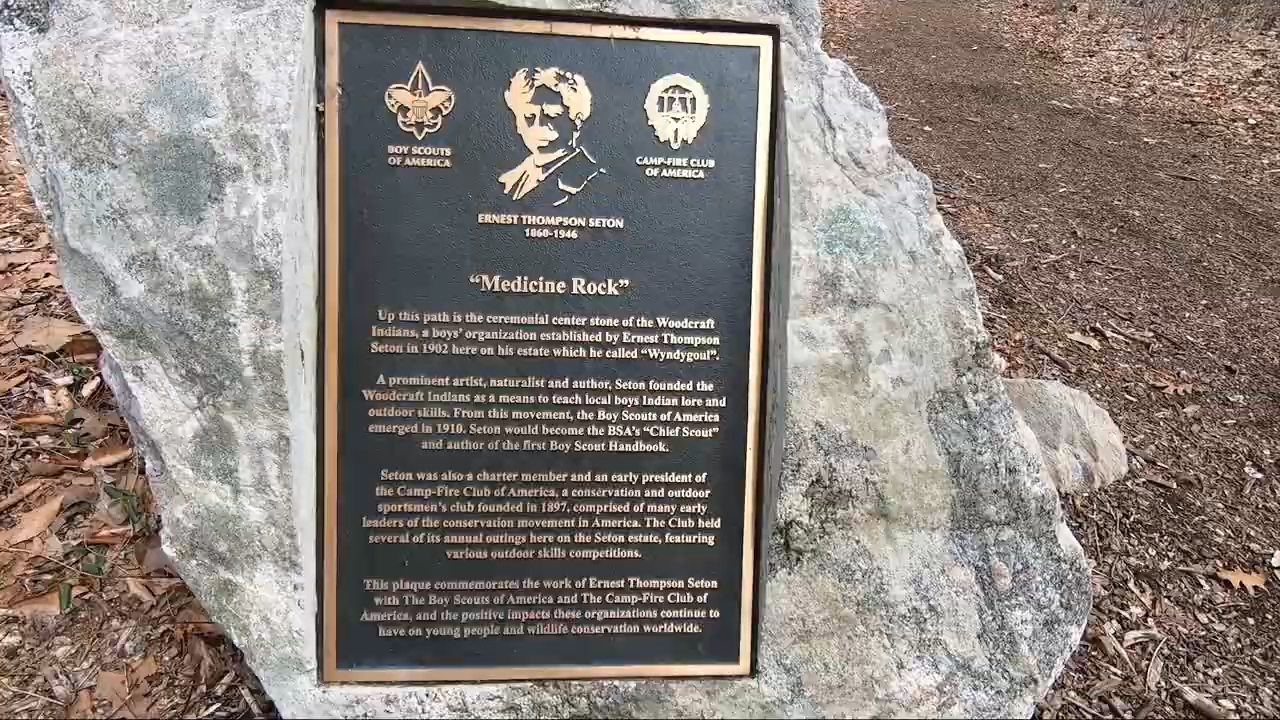 BOY SCOUTS
OF AMERICA
CAMP-FIRE CLUB
OF AMERICA
ERNEST THOMPSON SETON
1860-1946
“Medicine Rock”
Up this path is the ceremonial center stone of the Woodcraft
Indians, a boys’ organization established by Ernest Thompson
Seton in 1902 here on his estate which he called “Wyndygoul”.
A prominent artist, naturalist and author, Seton founded the
Woodcraft Indians as a means to teach local boys Indian lore and
outdoor skills. From this movement, the Boy Scouts of America
emerged in 1910. Seton would become the BSA’s “Chief Scout”
and author of the first Boy Scout Handbook.
Seton was also a charter member and an early president of
the Camp-Fire Club of America, a conservation and outdoor
sportsmen’s club founded in 1897, comprised of many early
leaders of the conservation movement in America. The Club held
several of its annual outings here on the Seton estate, featuring
various outdoor skills competitions.
This plaque commemorates the work of Ernest Thompson Seton
with The Boy Scouts of America and The Camp-Fire Club of
America, and the positive impacts these organizations continue to
have on young people and wildlife conservation worldwide.